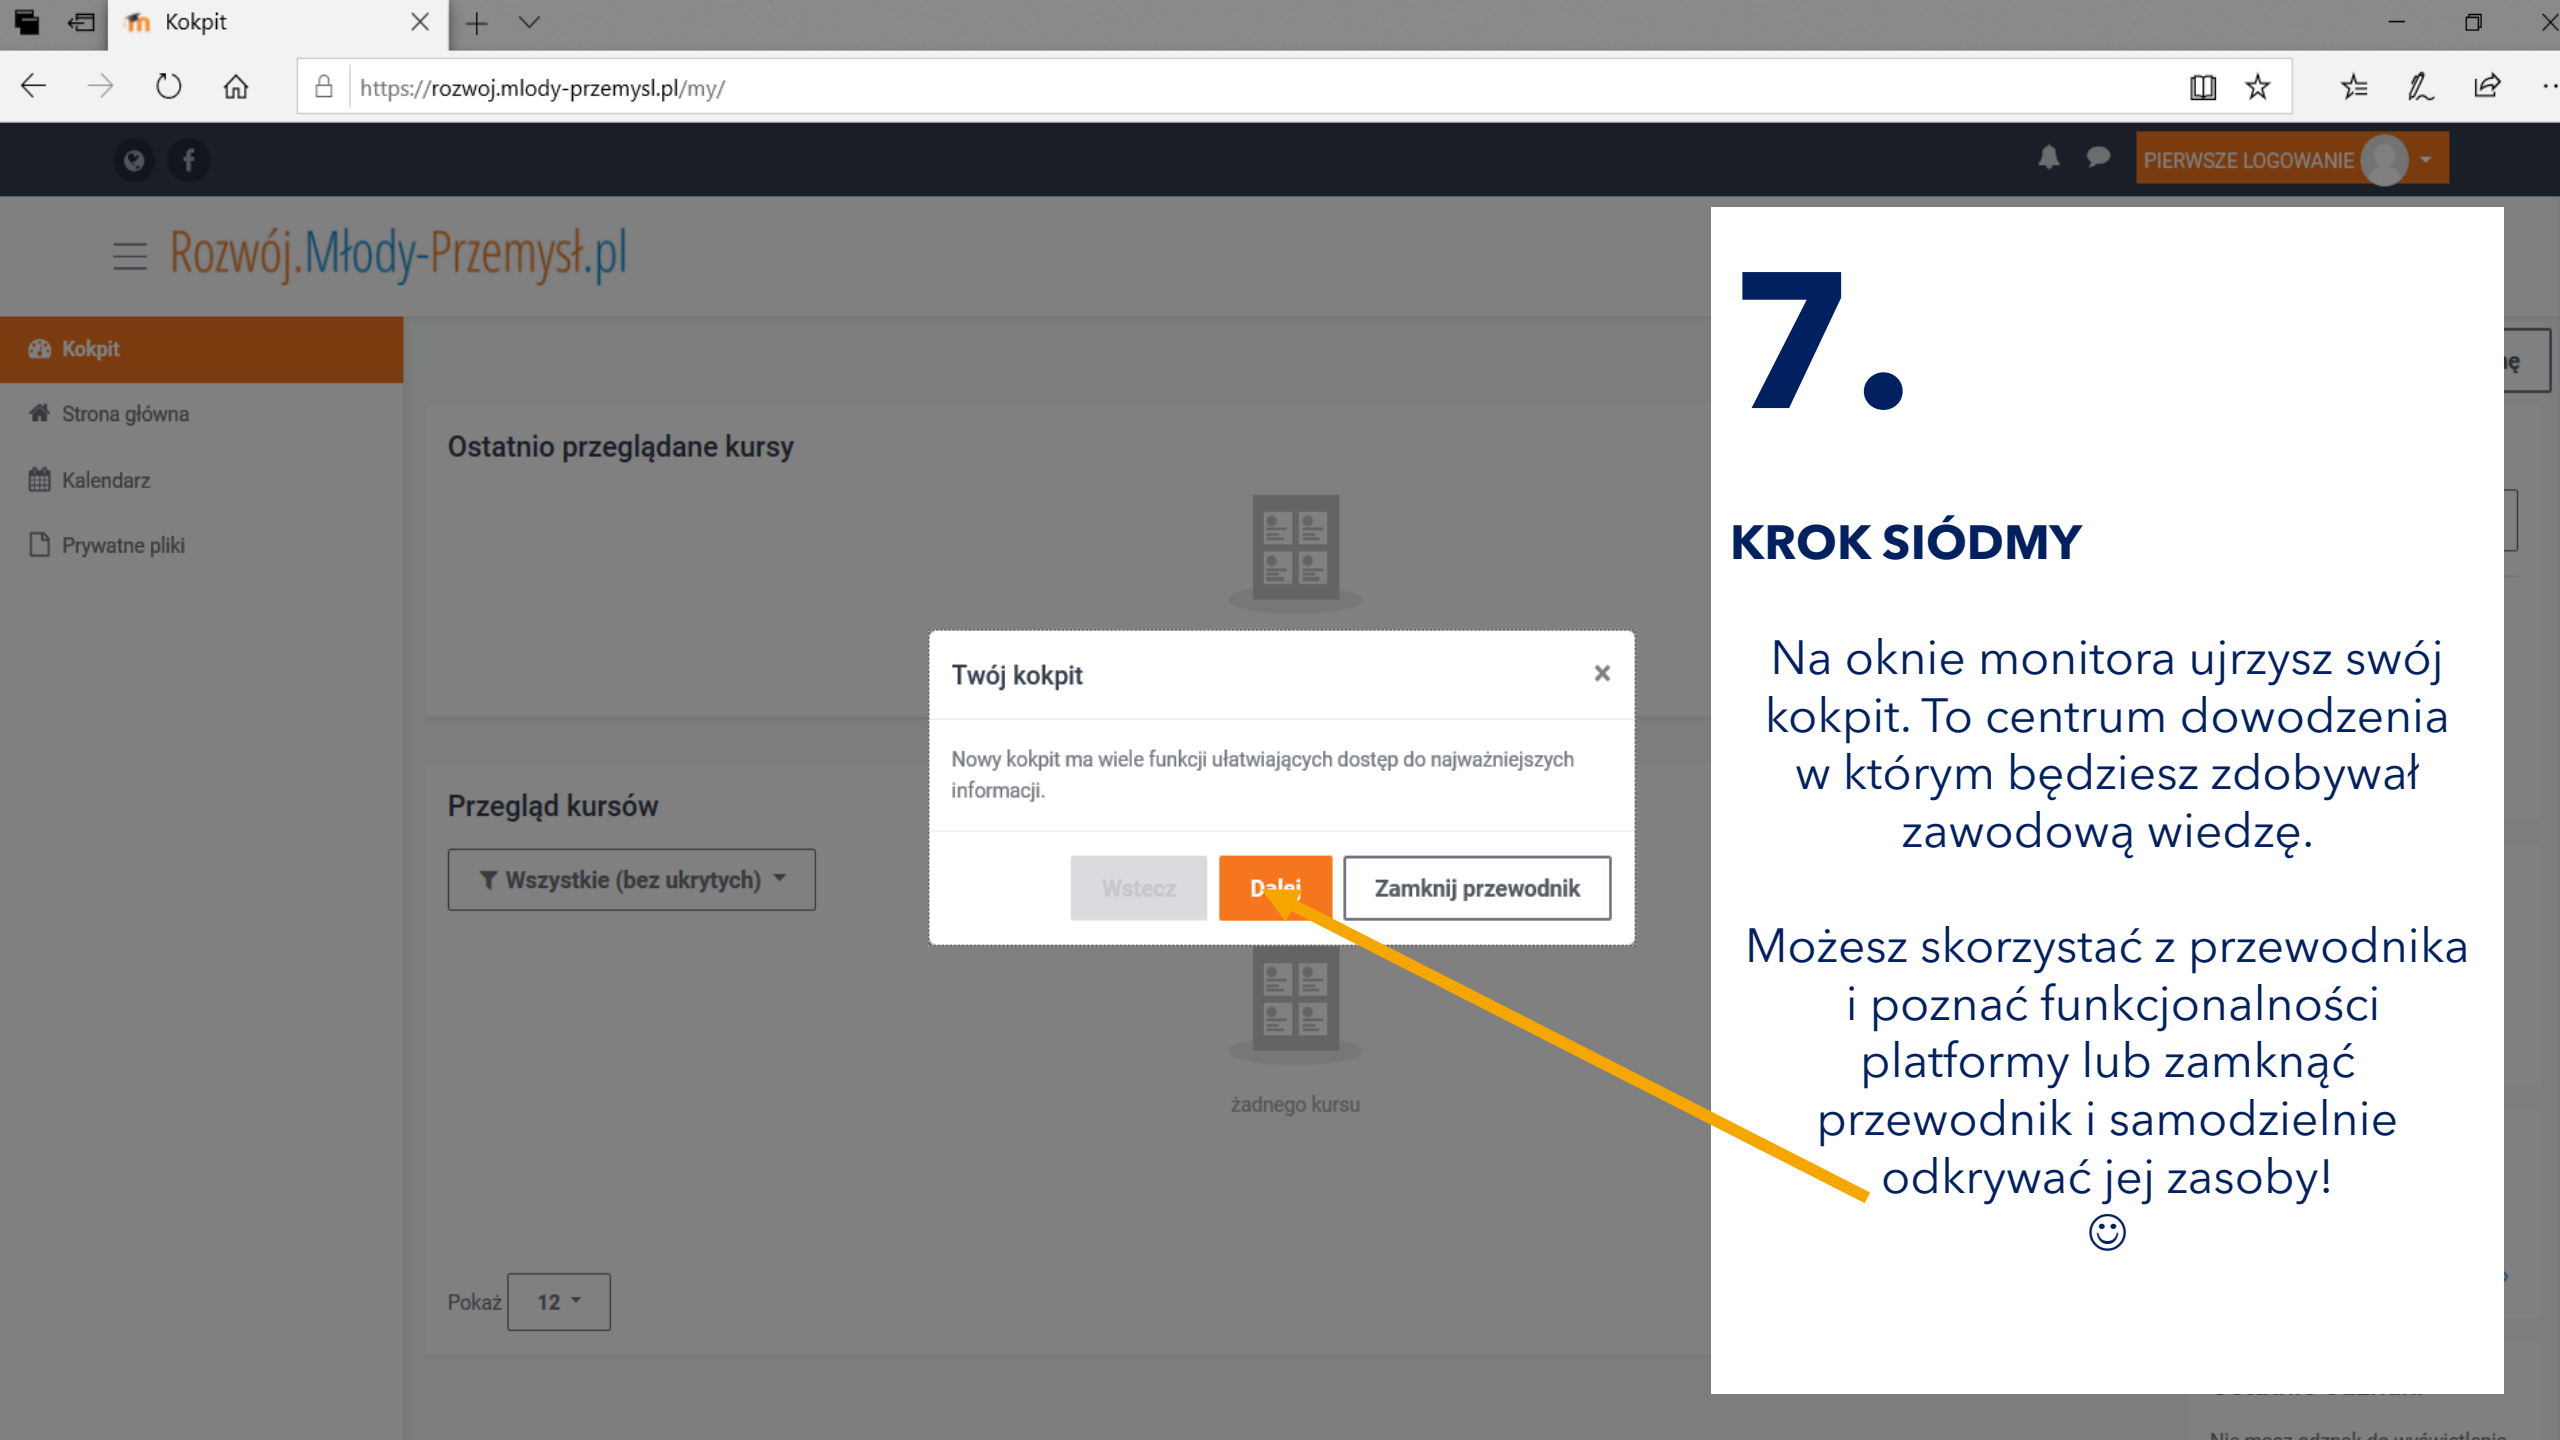 Kokpit
https://rozwoj.mlody-przemysl.pl/my/
PIERWSZE LOGOWANIE
Rozwój.Młody-Przemysł.pl
Kokpit
Strona główna
Kalendarz
Prywatne pliki
Ostatnio przeglądane kursy
Twój kokpit
Nowy kokpit ma wiele funkcji ułatwiających dostęp do najważniejszych
informacji.
Wstecz
Dalej
Zamknij przewodnik
Przegląd kursów
Wszystkie (bez ukrytych)
żadnego kursu
Pokaż 12
7.
KROK SIÓDMY
Na oknie monitora ujrzysz swój
kokpit. To centrum dowodzenia
w którym będziesz zdobywał
zawodową wiedzę.
Możesz skorzystać z przewodnika
i poznać funkcjonalności
platformy lub zamknąć
przewodnik i samodzielnie
odkrywać jej zasoby!